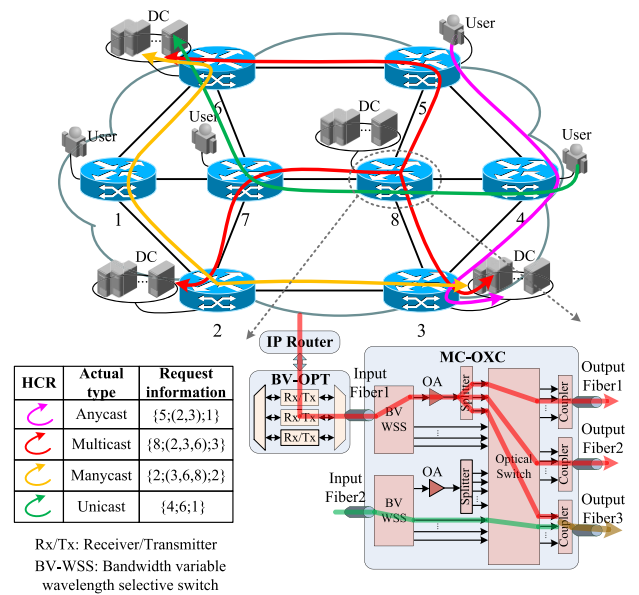 DC
User
6
5
DC
User
User
User
1
7
8
4
DC
DC
2
3
IP Router
BV-OPT
Rx/Tx
Rx/Tx
Rx/Tx
Input
Fiber1
MC-OXC
BV
WSS
OA
Splitter
Optical
Switch
Coupler
Output
Fiber1
Coupler
Output
Fiber2
Input
Fiber2
BV
WSS
OA
Splitter
Coupler
Output
Fiber3
HCR Actual type Request information
Anycast {5;(2,3);1}
Multicast {8;(2,3,6);3}
Manycast {2;(3,6,8);2}
Unicast {4;6;1}
Rx/Tx: Receiver/Transmitter
BV-WSS: Bandwidth variable
wavelength selective switch